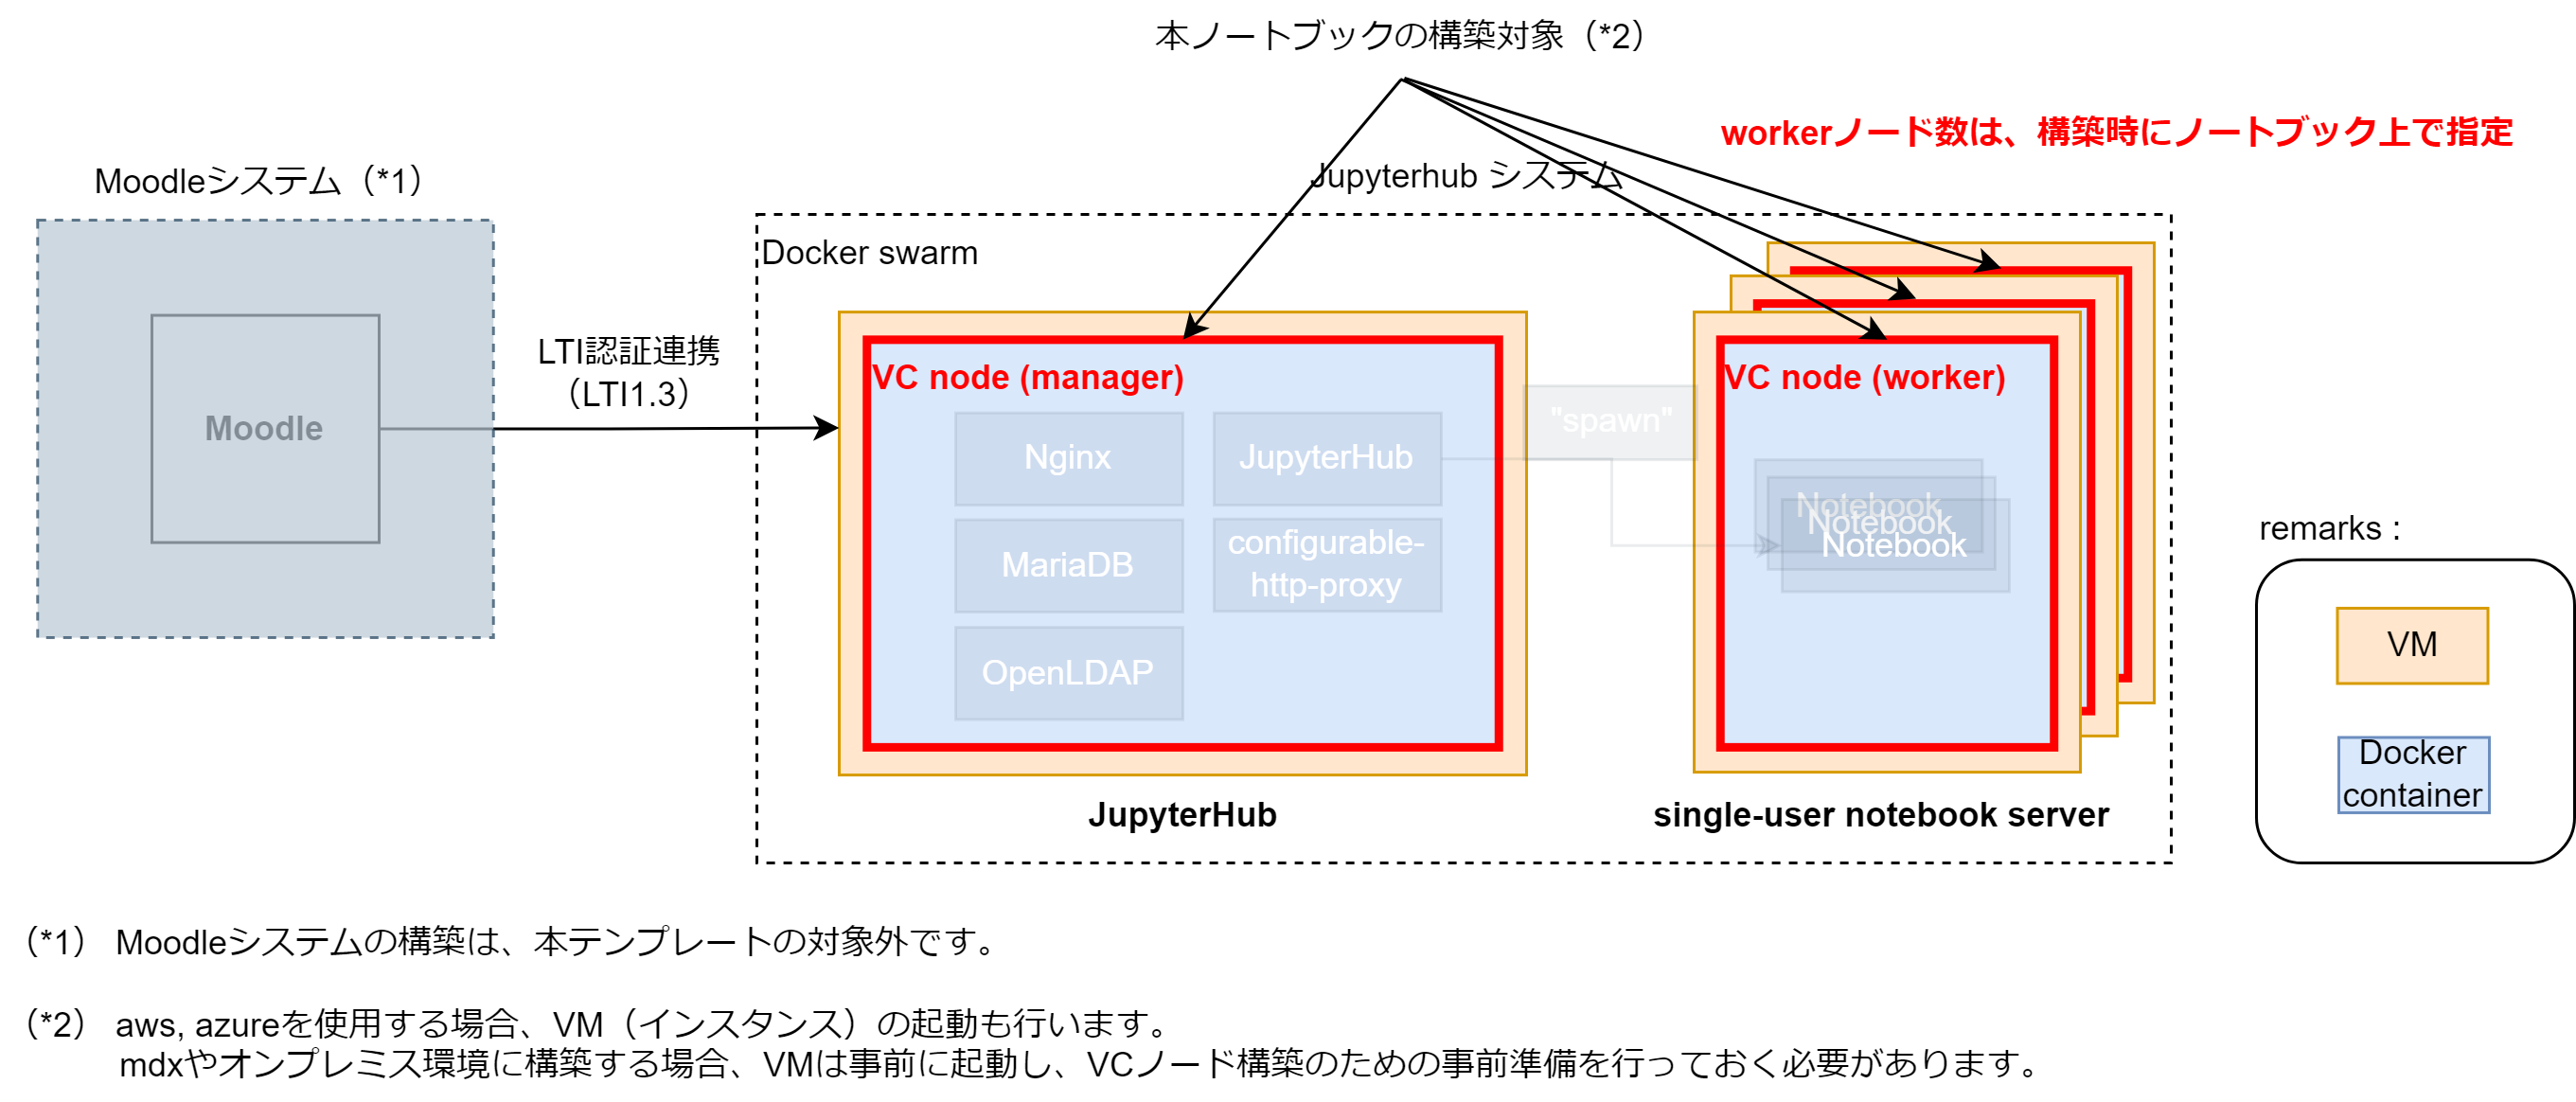 本ノートブックの構築対象（*2）
workerノード数は、構築時にノートブック上で指定
Moodleシステム（*1）
Jupyterhub システム
Docker swarm
LTI認証連携
（LTI1.3）
Moodle
VC node (manager)
Nginx
JupyterHub
MariaDB
configurable-
http-proxy
OpenLDAP
"spawn"
VC node (worker)
Notebook
Notebook
Notebook
JupyterHub
single-user notebook server
remarks :
VM
Docker
container
（*1） Moodleシステムの構築は、本テンプレートの対象外です。
（*2） aws, azureを使用する場合、VM（インスタンス）の起動も行います。
mdxやオンプレミス環境に構築する場合、VMは事前に起動し、VCノード構築のための事前準備を行っておく必要があります。